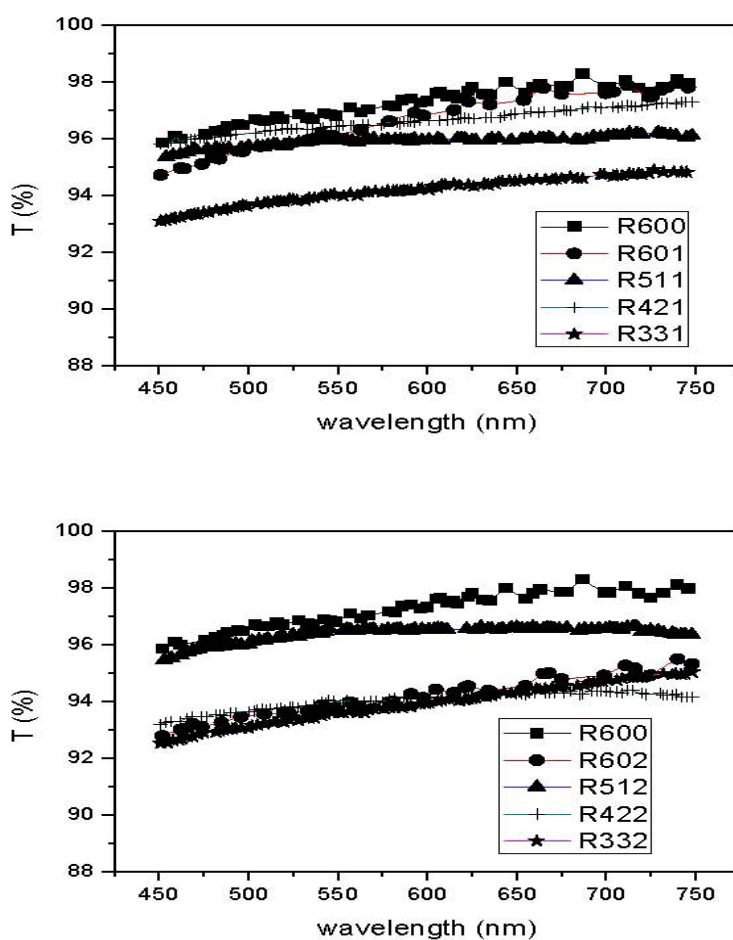 100
98
96
94
92
90
88
T (%)
R600
R601
R511
R421
R331
450 500 550 600 650 700 750
wavelength (nm)
100
98
96
94
92
90
88
T (%)
R600
R602
R512
R422
R332
450 500 550 600 650 700 750
wavelength (nm)